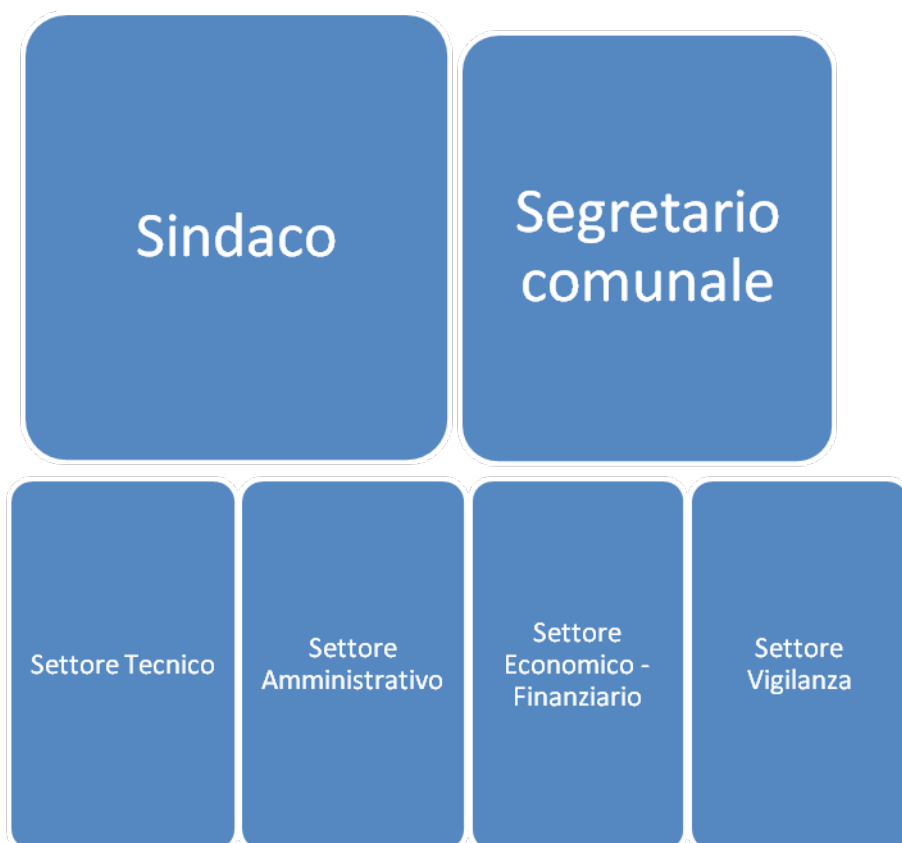 Sindaco
Segretario
comunale
Settore Tecnico
Settore
Amministrativo
Settore
Economico -
Finanziario
Settore
Vigilanza